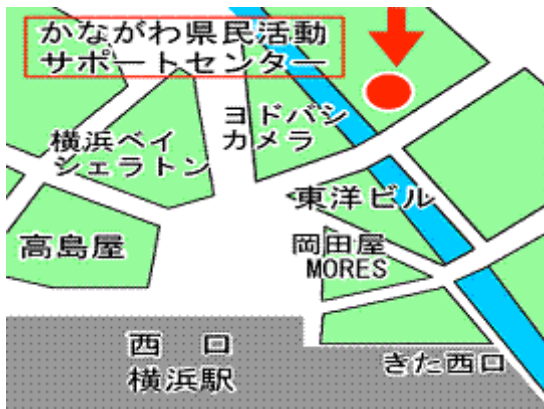 かながわ県民活動
サポートセンター
ヨドバシ
カメラ
横浜ベイ
シェラトン
東洋ビル
高島屋
岡田屋
MORES
西 口
横浜駅
きた西口